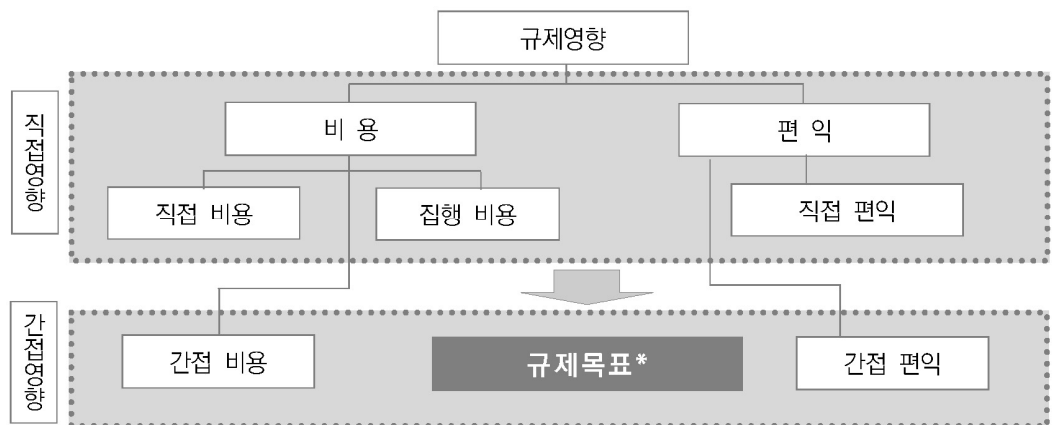 규제영향
직접영향
비 용
편 익
직접 비용
집행 비용
직접 편익
간접영향
간접 비용
규제목표*
간접 편익